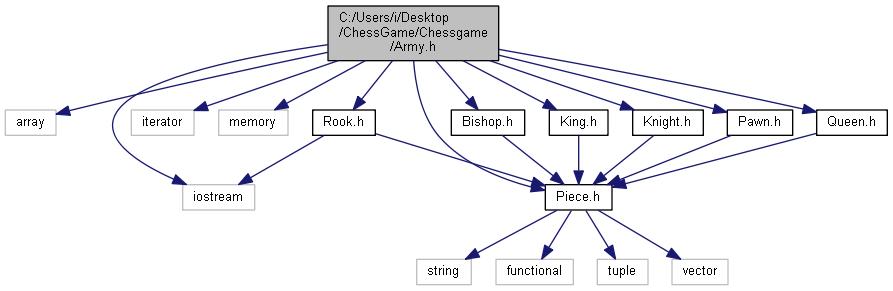 C:/Users/i/Desktop
/ChessGame/Chessgame
/Army.h
array
iterator
memory
Rook.h
Bishop.h
King.h
Knight.h
Pawn.h
Queen.h
iostream
Piece.h
string
functional
tuple
vector